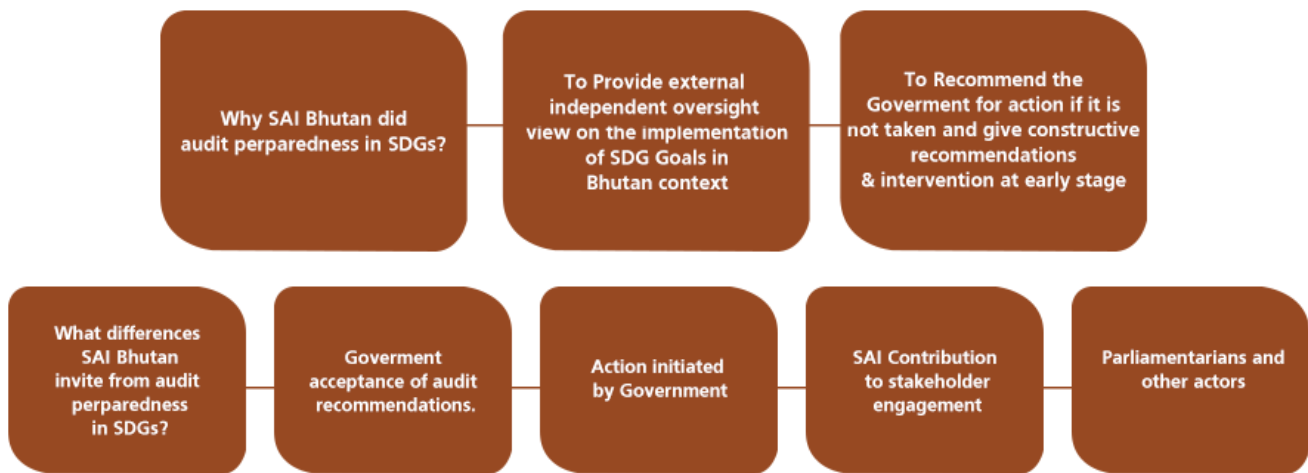 Why SAI Bhutan did
audit perparedness in SDGs?
To Provide external
independent oversight
view on the implementation
of SDG Goals in
Bhutan context
To Recommend the
Goverment for action if it is
not taken and give constructive
recommendations
& intervention at early stage
What differences
SAI Bhutan
invite from audit
perparedness
in SDGs?
Goverment
acceptance of audit
recommendations.
Action initiated
by Government
SAI Contribution
to stakeholder
engagement
Parliamentarians and
other actors